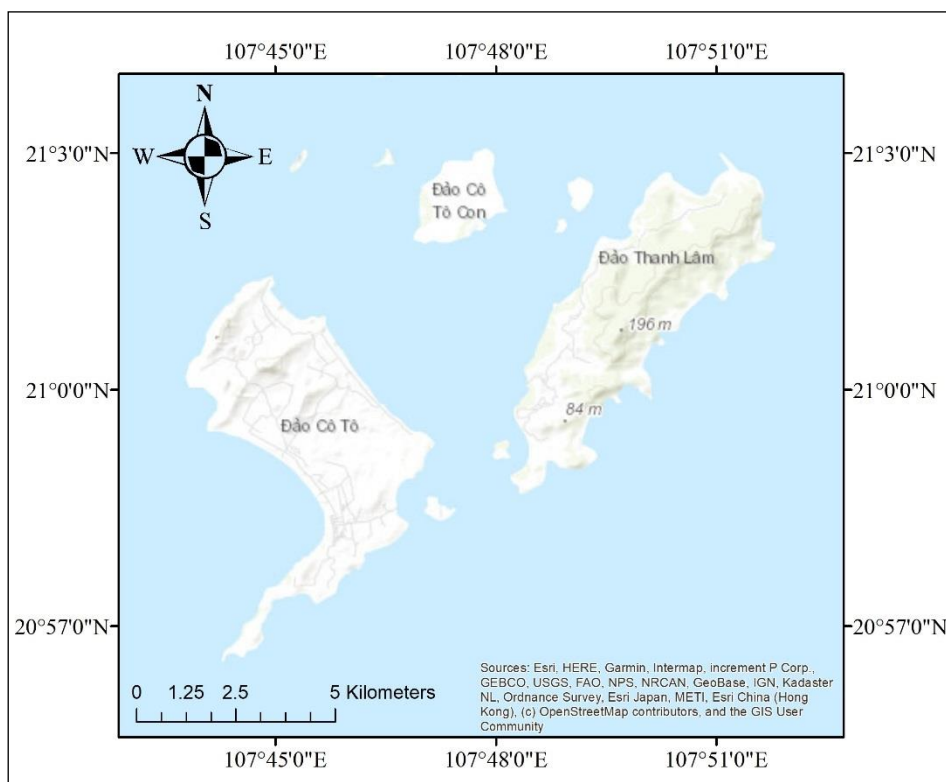 107°45'0"E 107°48'0"E 107°51'0"E
N
W E
S
21°3'0"N 21°3'0"N
Đảo Cô
Tô Con
Đảo Thanh Lâm
196 m
21°0'0"N 21°0'0"N
84 m
Đảo Cô Tô
20°57'0"N 20°57'0"N
0 1.25 2.5 5 Kilometers
Sources: Esri, HERE, Garmin, Intermap, increment P Corp.,
GEBCO, USGS, FAO, NPS, NRCAN, GeoBase, IGN, Kadaster
NL, Ordnance Survey, Esri Japan, METI, Esri China (Hong
Kong), (c) OpenStreetMap contributors, and the GIS User
Community
107°45'0"E 107°48'0"E 107°51'0"E